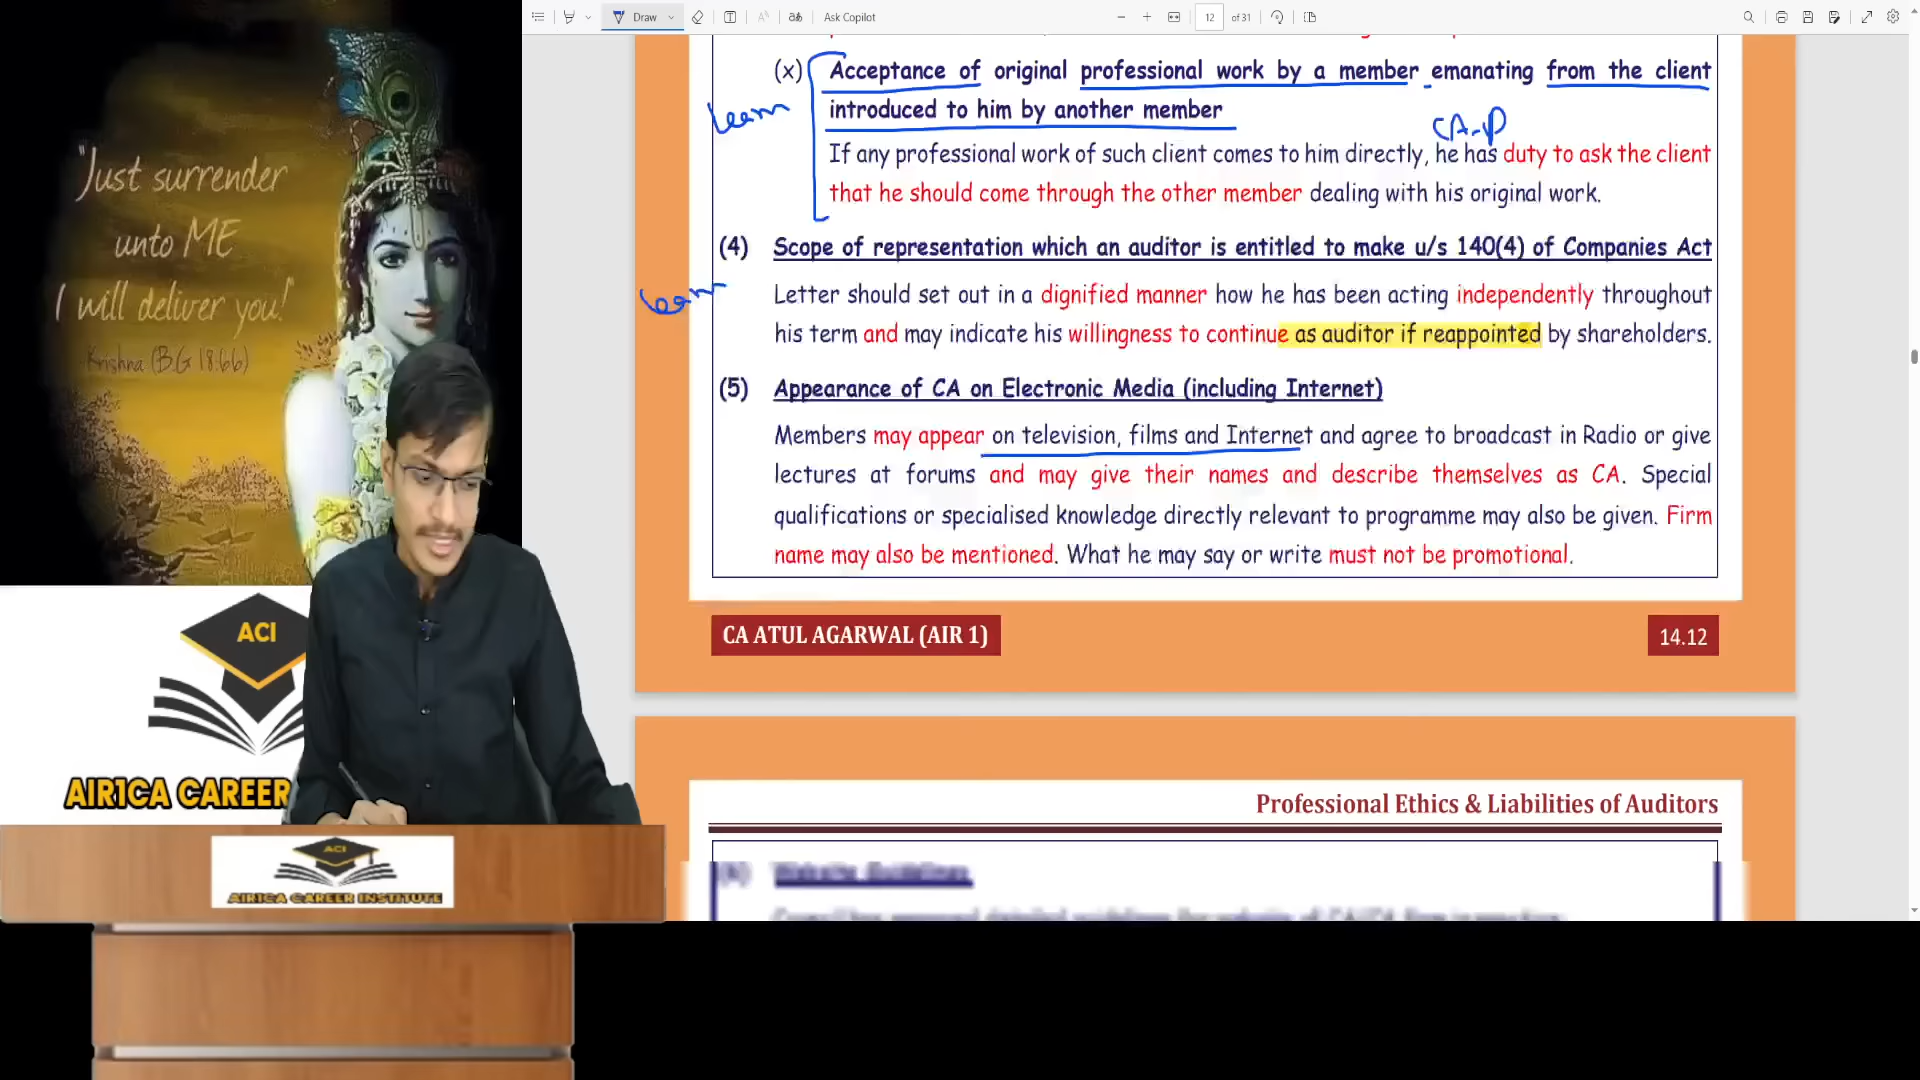 Draw
Ask Copilot
12
of 31
(x) Acceptance of original professional work by a member emanating from the client
introduced to him by another member
learn
CA-P
If any professional work of such client comes to him directly, he has duty to ask the client
that he should come through the other member dealing with his original work.
(4) Scope of representation which an auditor is entitled to make u/s 140(4) of Companies Act
learn
Letter should set out in a dignified manner how he has been acting independently throughout
his term and may indicate his willingness to continue as auditor if reappointed by shareholders.
(5) Appearance of CA on Electronic Media (including Internet)
Members may appear on television, films and Internet and agree to broadcast in Radio or give
lectures at forums and may give their names and describe themselves as CA. Special
qualifications or specialised knowledge directly relevant to programme may also be given. Firm
name may also be mentioned. What he may say or write must not be promotional.
CA ATUL AGARWAL (AIR 1)
14.12
Professional Ethics & Liabilities of Auditors
Website Guidelines
"Just surrender
unto ME
I will deliver you!"
Krishna (B.G 18:66)
ACI
AIR1CA CAREER
ACI
AIR1CA CAREER INSTITUTE